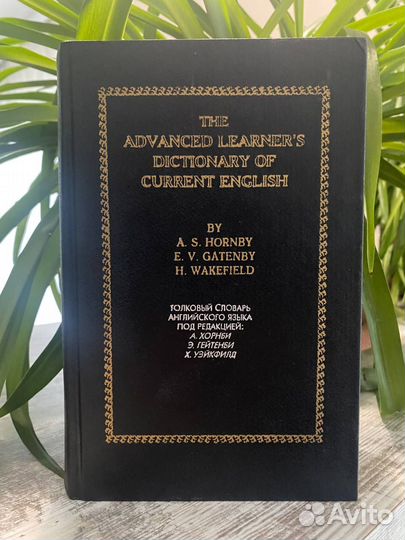 THE
ADVANCED LEARNER'S
DICTIONARY OF
CURRENT ENGLISH
BY
A. S. HORNBY
E. V. GATENBY
H. WAKEFIELD
ТОЛКОВЫЙ СЛОВАРЬ
АНГЛИЙСКОГО ЯЗЫКА
ПОД РЕДАКЦИЕЙ:
А. ХОРНБИ
Э. ГЕЙТЕНБИ
Х. УЭЙКФИЛД
Avito